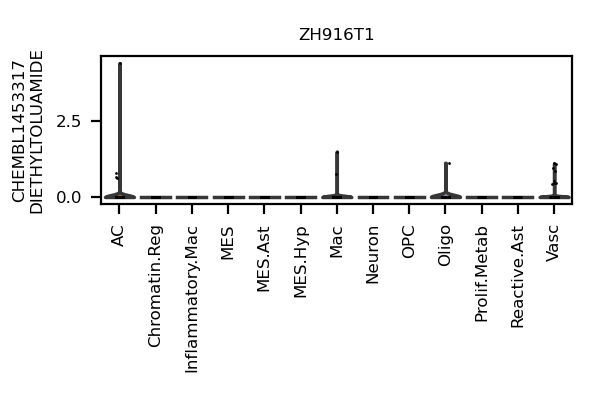 ZH916T1
CHEMBL1453317
DIETHYLTOLUAMIDE
2.5
0.0
AC
Chromatin.Reg
Inflammatory.Mac
MES
MES.Ast
MES.Hyp
Mac
Neuron
OPC
Oligo
Prolif.Metab
Reactive.Ast
Vasc